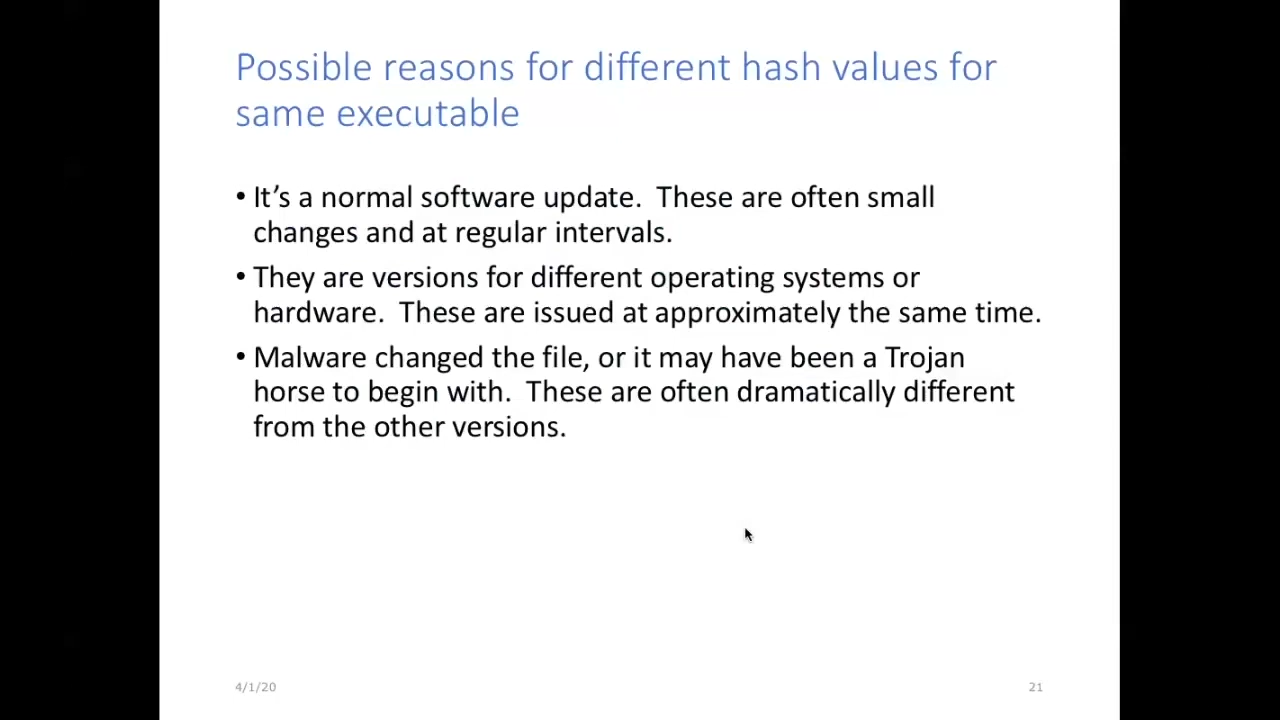 Possible reasons for different hash values for
same executable
• It’s a normal software update.  These are often small
changes and at regular intervals.
• They are versions for different operating systems or
hardware.  These are issued at approximately the same time.
• Malware changed the file, or it may have been a Trojan
horse to begin with.  These are often dramatically different
from the other versions.
4/1/20
21